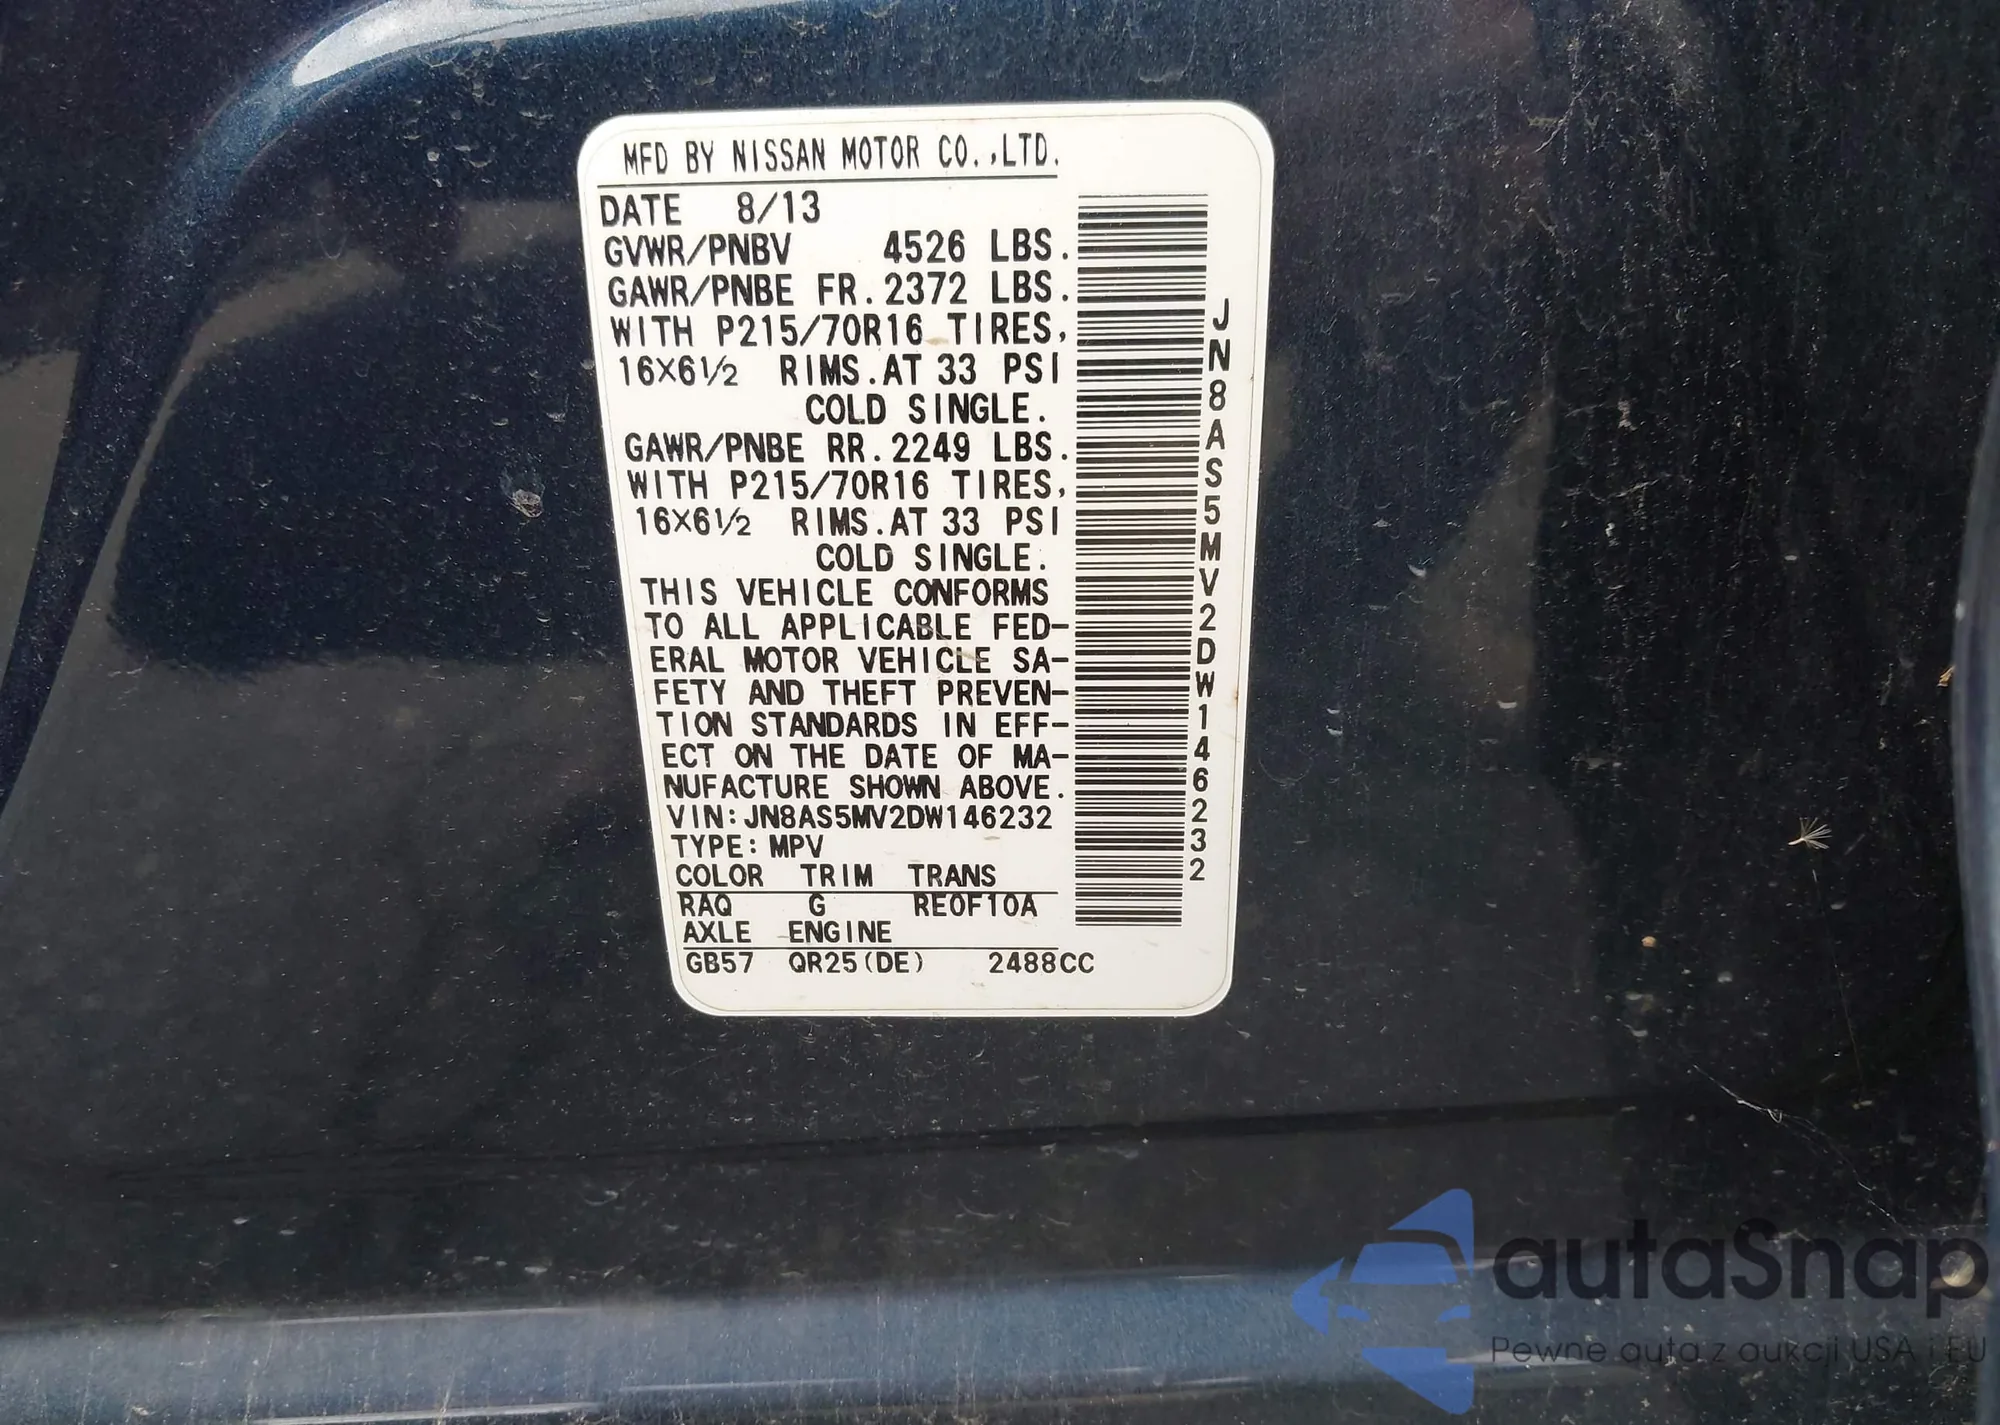 MFD BY NISSAN MOTOR CO.,LTD.
DATE 8/13
GVWR/PNBV 4526 LBS.
GAWR/PNBE FR.2372 LBS.
WITH P215/70R16 TIRES,
16×6½ RIMS.AT 33 PSI
COLD SINGLE.
GAWR/PNBE RR.2249 LBS.
WITH P215/70R16 TIRES,
16×6½ RIMS.AT 33 PSI
COLD SINGLE.
THIS VEHICLE CONFORMS
TO ALL APPLICABLE FED-
ERAL MOTOR VEHICLE SA-
FETY AND THEFT PREVEN-
TION STANDARDS IN EFF-
ECT ON THE DATE OF MA-
NUFACTURE SHOWN ABOVE.
VIN:JN8AS5MV2DW146232
TYPE:MPV
COLOR TRIM TRANS
RAQ G RE0F10A
AXLE ENGINE
GB57 QR25(DE) 2488CC
JN8AS5MV2DW146232
autaSnap
Pewne auta z aukcji USA i EU